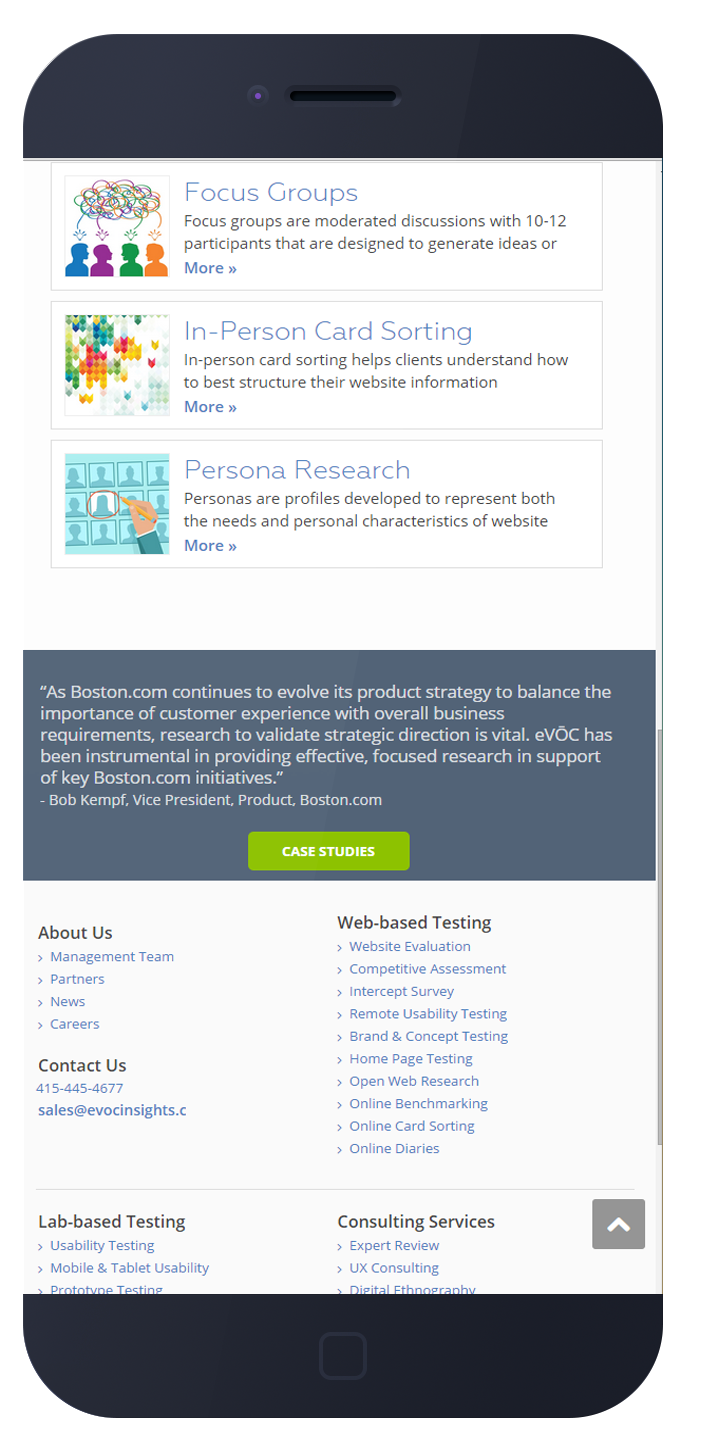 Focus Groups
Focus groups are moderated discussions with 10-12
participants that are designed to generate ideas or
More »
In-Person Card Sorting
In-person card sorting helps clients understand how
to best structure their website information
More »
Persona Research
Personas are profiles developed to represent both
the needs and personal characteristics of website
More »
“As Boston.com continues to evolve its product strategy to balance the
importance of customer experience with overall business
requirements, research to validate strategic direction is vital. eVŌC has
been instrumental in providing effective, focused research in support
of key Boston.com initiatives.”
- Bob Kempf, Vice President, Product, Boston.com
CASE STUDIES
About Us
› Management Team
› Partners
› News
› Careers
Contact Us
415-445-4677
sales@evocinsights.c
Web-based Testing
› Website Evaluation
› Competitive Assessment
› Intercept Survey
› Remote Usability Testing
› Brand & Concept Testing
› Home Page Testing
› Open Web Research
› Online Benchmarking
› Online Card Sorting
› Online Diaries
Lab-based Testing
› Usability Testing
› Mobile & Tablet Usability
› Prototype Testing
Consulting Services
› Expert Review
› UX Consulting
› Digital Ethnography